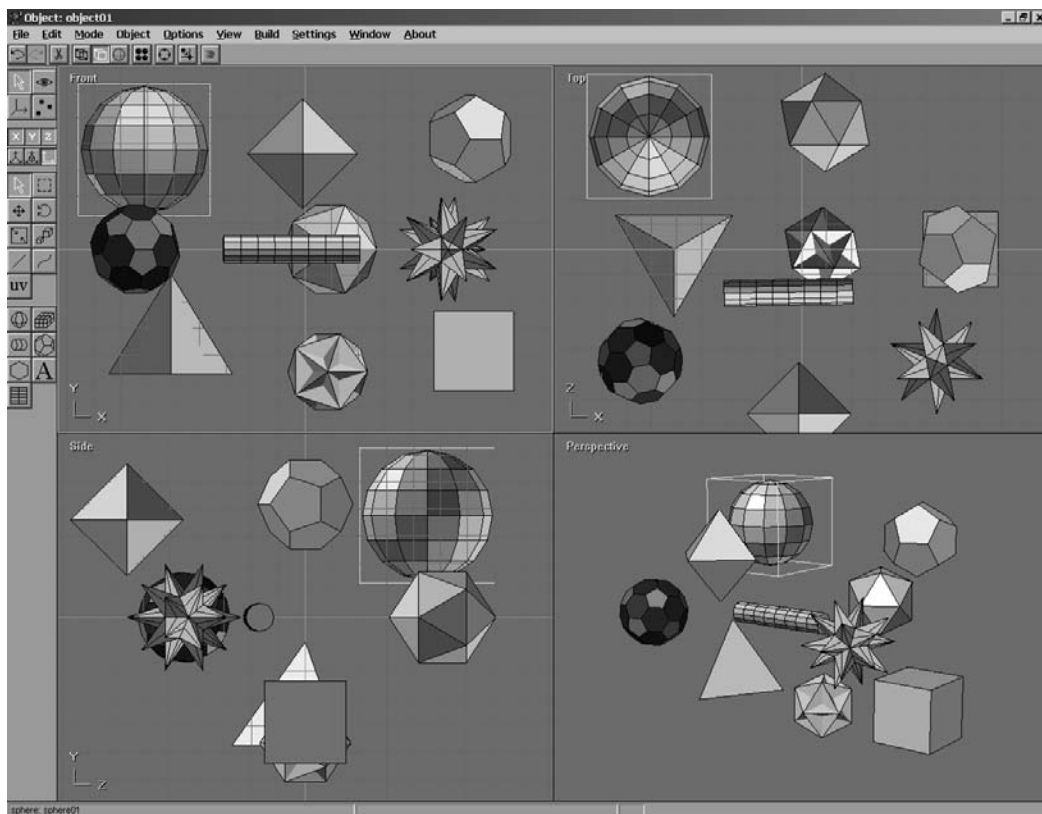 Object: object01
File Edit Mode Object Options View Build Settings Window About
Front
Top
X Y Z
uv
A
Y
X
Z
X
Side
Perspective
Y
Z
sphere: sphere01